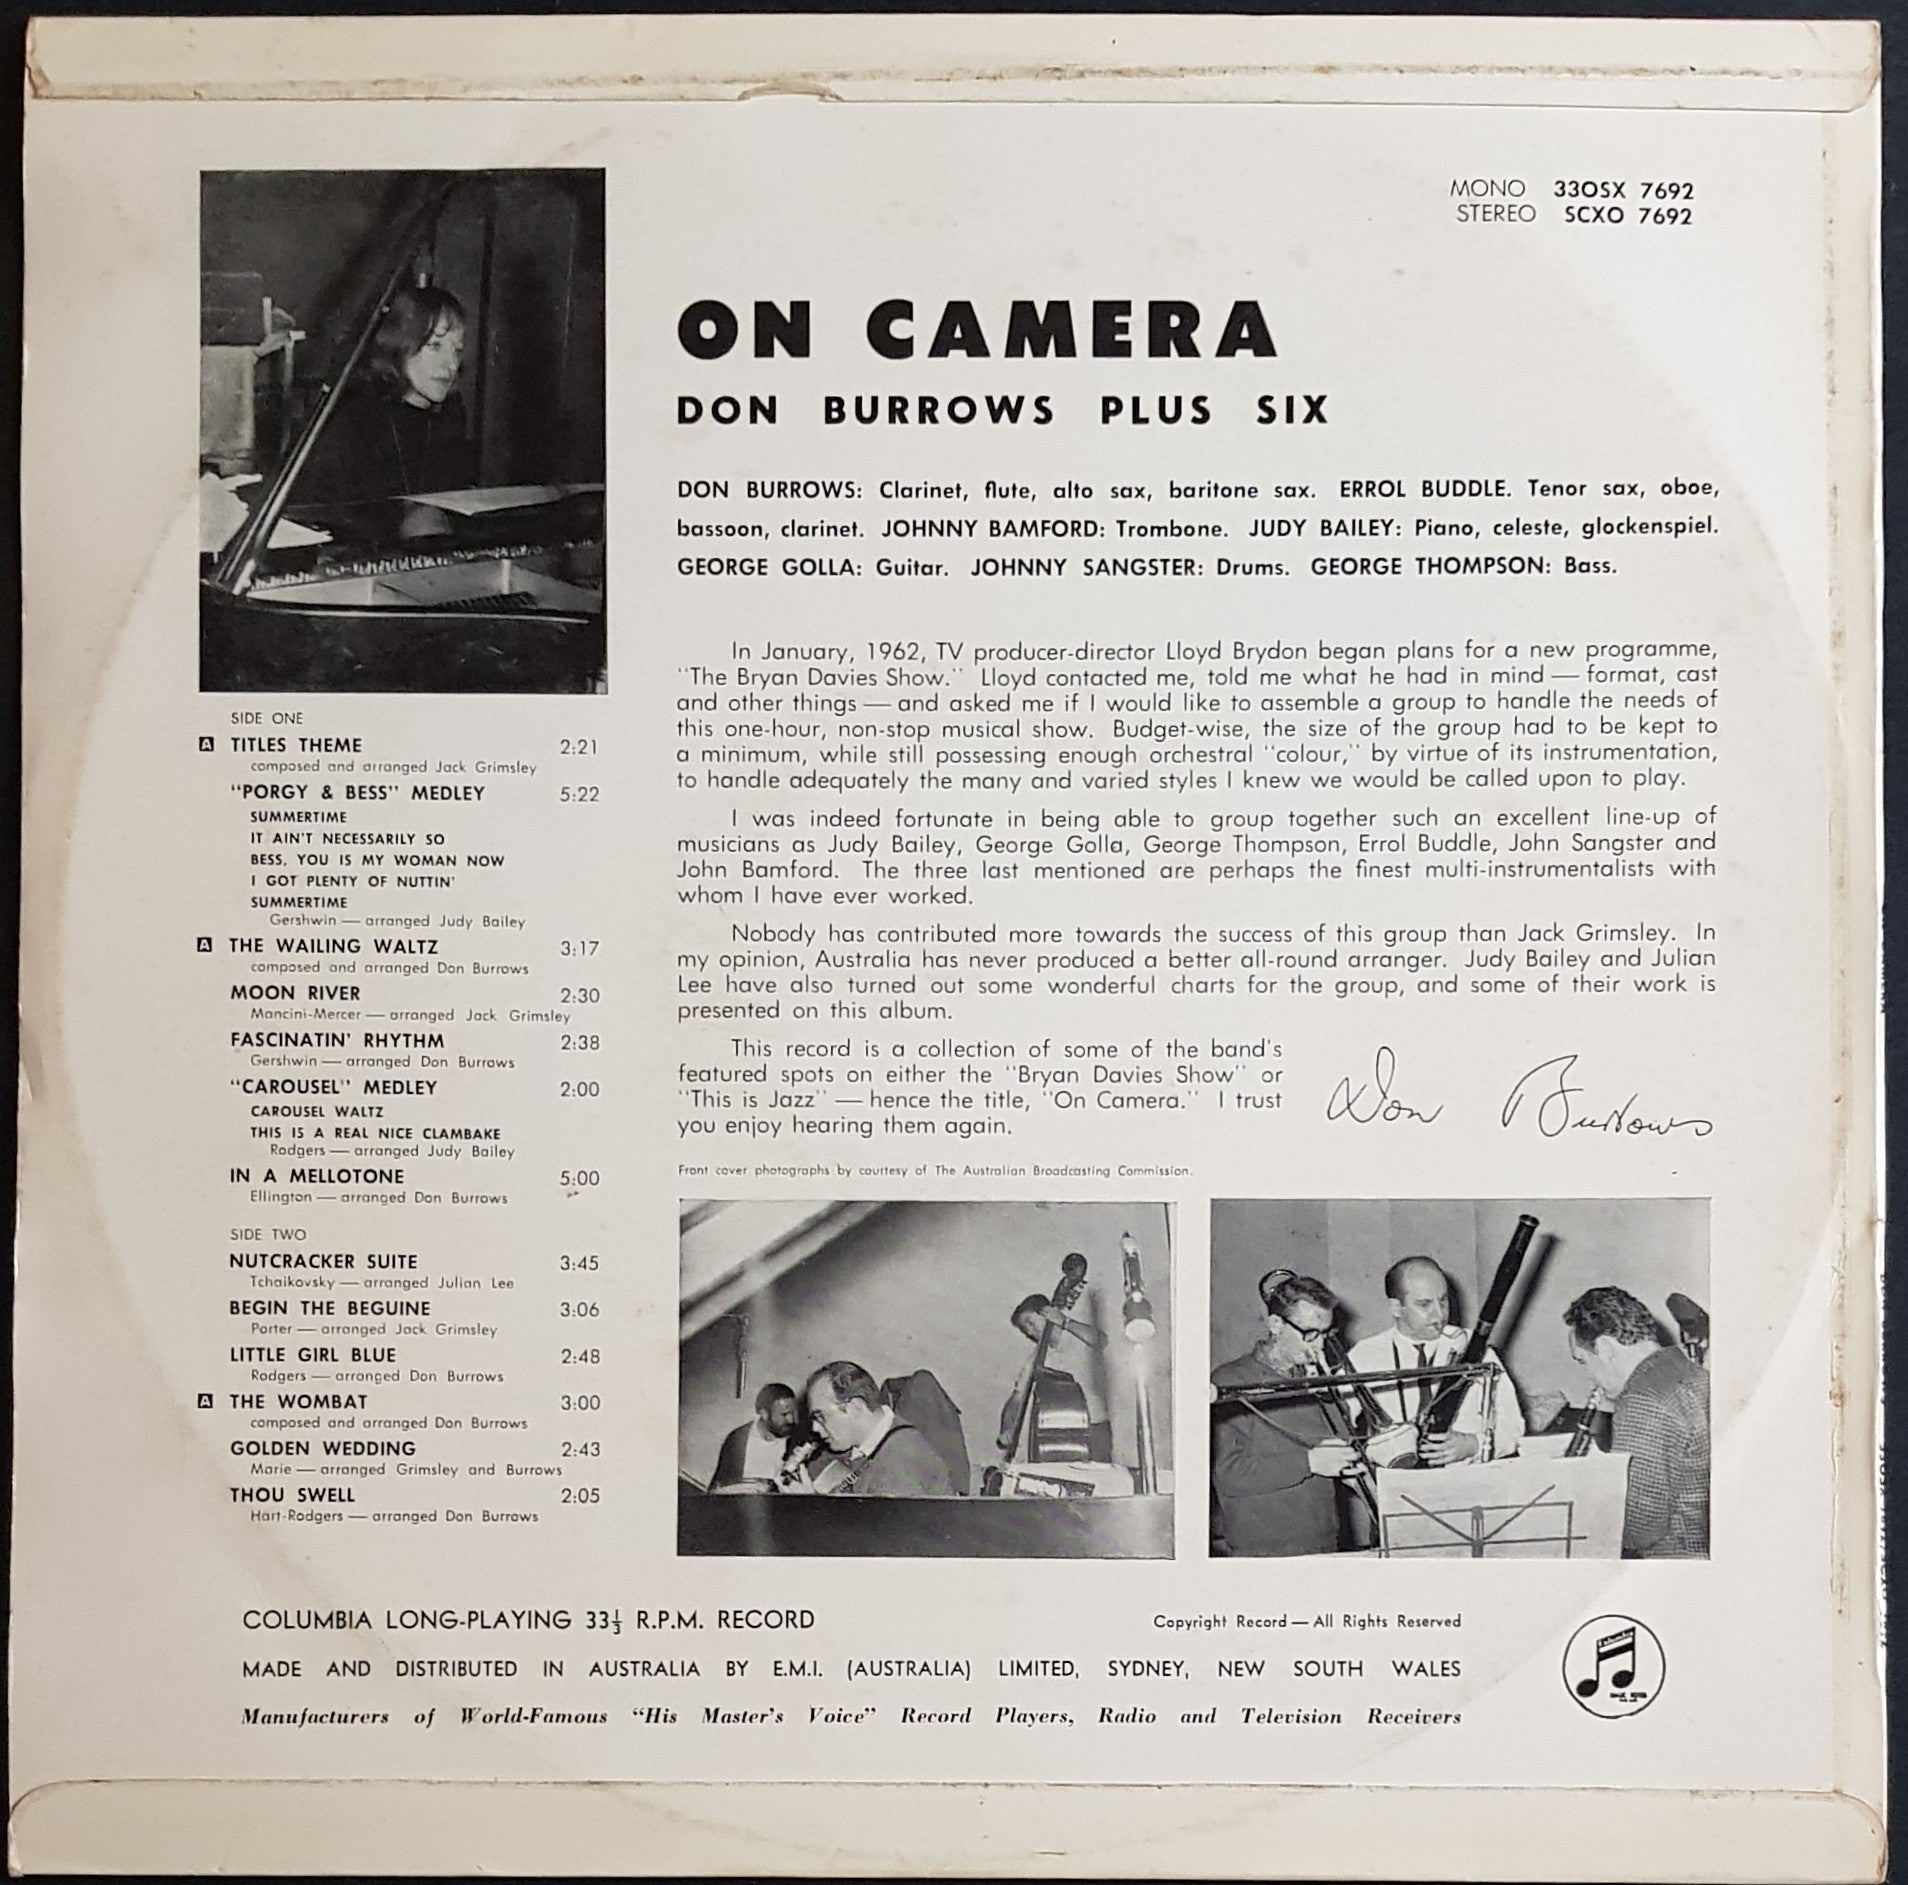 MONO 33OSX 7692
STEREO SCXO 7692
ON CAMERA
DON BURROWS PLUS SIX
DON BURROWS: Clarinet, flute, alto sax, baritone sax. ERROL BUDDLE. Tenor sax, oboe,
bassoon, clarinet. JOHNNY BAMFORD: Trombone. JUDY BAILEY: Piano, celeste, glockenspiel.
GEORGE GOLLA: Guitar. JOHNNY SANGSTER: Drums. GEORGE THOMPSON: Bass.
In January, 1962, TV producer-director Lloyd Brydon began plans for a new programme,
"The Bryan Davies Show." Lloyd contacted me, told me what he had in mind — format, cast
and other things — and asked me if I would like to assemble a group to handle the needs of
this one-hour, non-stop musical show. Budget-wise, the size of the group had to be kept to
a minimum, while still possessing enough orchestral "colour," by virtue of its instrumentation,
to handle adequately the many and varied styles I knew we would be called upon to play.
I was indeed fortunate in being able to group together such an excellent line-up of
musicians as Judy Bailey, George Golla, George Thompson, Errol Buddle, John Sangster and
John Bamford. The three last mentioned are perhaps the finest multi-instrumentalists with
whom I have ever worked.
Nobody has contributed more towards the success of this group than Jack Grimsley. In
my opinion, Australia has never produced a better all-round arranger. Judy Bailey and Julian
Lee have also turned out some wonderful charts for the group, and some of their work is
presented on this album.
This record is a collection of some of the band's
featured spots on either the "Bryan Davies Show" or
"This is Jazz" — hence the title, "On Camera." I trust
you enjoy hearing them again.
Don Burrows
Front cover photographs by courtesy of The Australian Broadcasting Commission.
SIDE ONE
A TITLES THEME 2:21
composed and arranged Jack Grimsley
"PORGY & BESS" MEDLEY 5:22
SUMMERTIME
IT AIN'T NECESSARILY SO
BESS, YOU IS MY WOMAN NOW
I GOT PLENTY OF NUTTIN'
SUMMERTIME
Gershwin — arranged Judy Bailey
A THE WAILING WALTZ 3:17
composed and arranged Don Burrows
MOON RIVER 2:30
Mancini-Mercer — arranged Jack Grimsley
FASCINATIN' RHYTHM 2:38
Gershwin — arranged Don Burrows
"CAROUSEL" MEDLEY 2:00
CAROUSEL WALTZ
THIS IS A REAL NICE CLAMBAKE
Rodgers — arranged Judy Bailey
IN A MELLOTONE 5:00
Ellington — arranged Don Burrows
SIDE TWO
NUTCRACKER SUITE 3:45
Tchaikovsky — arranged Julian Lee
BEGIN THE BEGUINE 3:06
Porter — arranged Jack Grimsley
LITTLE GIRL BLUE 2:48
Rodgers — arranged Don Burrows
A THE WOMBAT 3:00
composed and arranged Don Burrows
GOLDEN WEDDING 2:43
Marie — arranged Grimsley and Burrows
THOU SWELL 2:05
Hart-Rodgers — arranged Don Burrows
COLUMBIA LONG-PLAYING 33⅓ R.P.M. RECORD
Copyright Record — All Rights Reserved
MADE AND DISTRIBUTED IN AUSTRALIA BY E.M.I. (AUSTRALIA) LIMITED, SYDNEY, NEW SOUTH WALES
Manufacturers of World-Famous "His Master's Voice" Record Players, Radio and Television Receivers